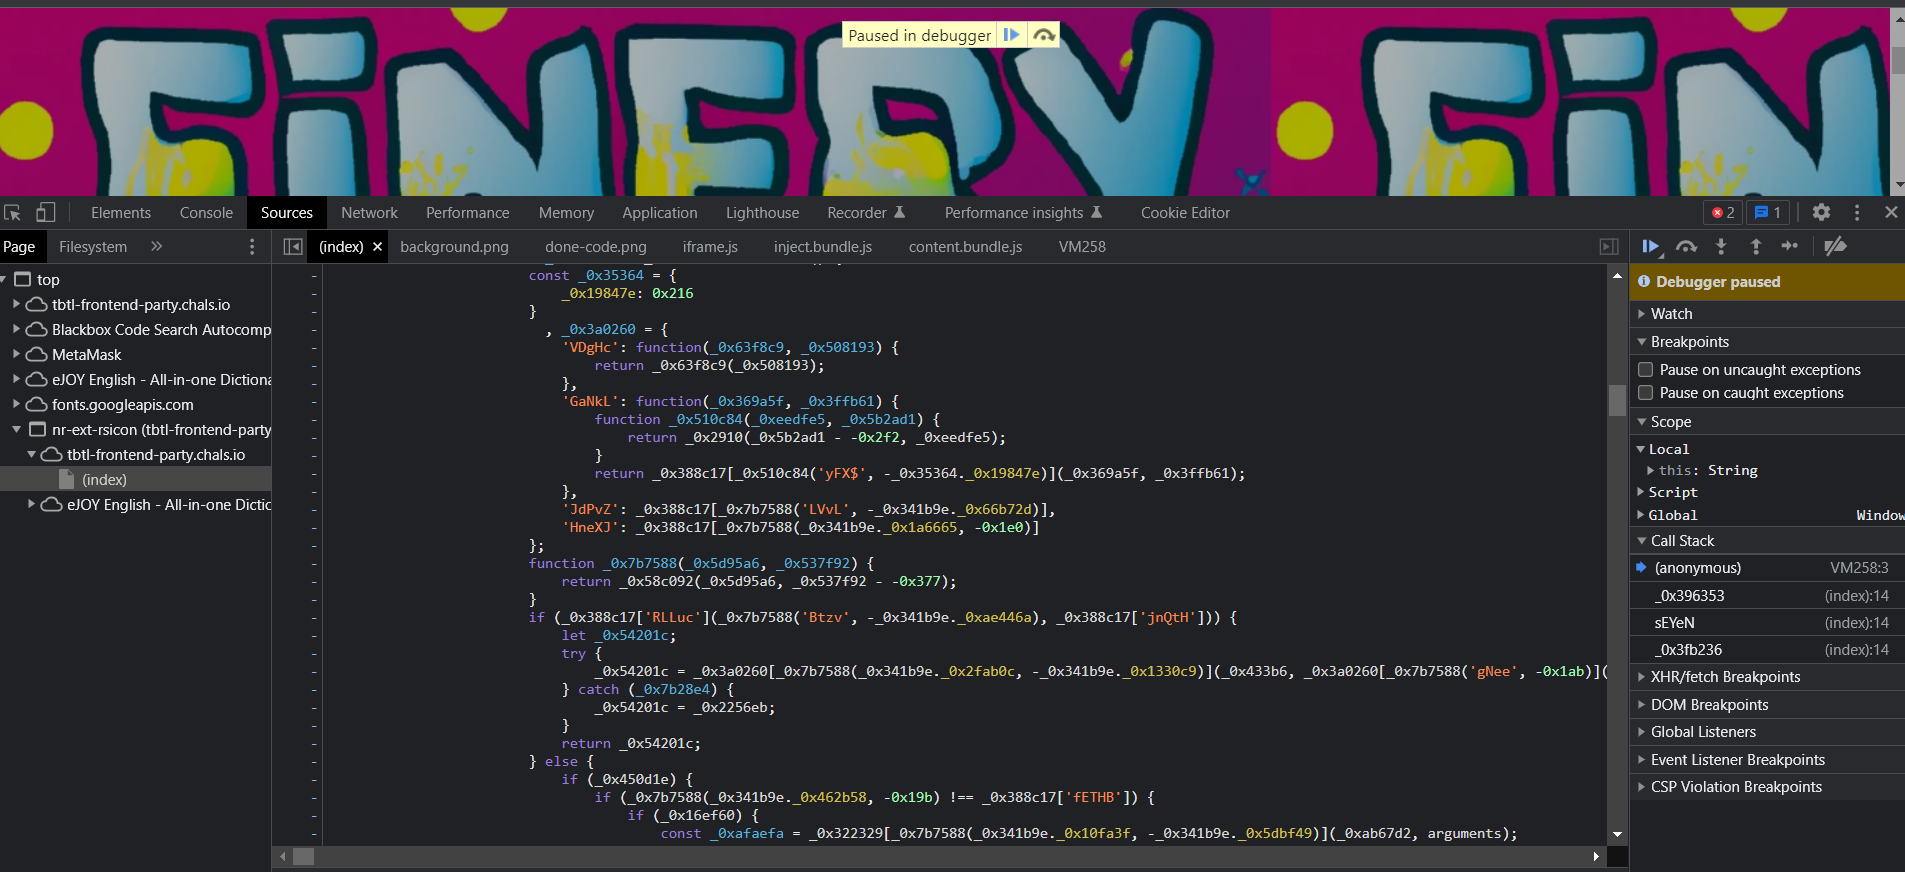 FINERY FIN
Paused in debugger
Elements Console Sources Network Performance Memory Application Lighthouse Recorder Performance insights Cookie Editor 2 1
Page Filesystem (index) background.png done-code.png iframe.js inject.bundle.js content.bundle.js VM258
top
tbtl-frontend-party.chals.io
Blackbox Code Search Autocomp
MetaMask
eJOY English - All-in-one Dictiona
fonts.googleapis.com
nr-ext-rsicon (tbtl-frontend-party
tbtl-frontend-party.chals.io
(index)
eJOY English - All-in-one Dictic
const _0x35364 = {
_0x19847e: 0x216
}
, _0x3a0260 = {
'VDgHc': function(_0x63f8c9, _0x508193) {
return _0x63f8c9(_0x508193);
},
'GaNkL': function(_0x369a5f, _0x3ffb61) {
function _0x510c84(_0xeedfe5, _0x5b2ad1) {
return _0x2910(_0x5b2ad1 - -0x2f2, _0xeedfe5);
}
return _0x388c17[_0x510c84('yFX$', -_0x35364._0x19847e)](_0x369a5f, _0x3ffb61);
},
'JdPvZ': _0x388c17[_0x7b7588('LVvL', -_0x341b9e._0x66b72d)],
'HneXJ': _0x388c17[_0x7b7588(_0x341b9e._0x1a6665, -0x1e0)]
};
function _0x7b7588(_0x5d95a6, _0x537f92) {
return _0x58c092(_0x5d95a6, _0x537f92 - -0x377);
}
if (_0x388c17['RLLuc'](_0x7b7588('Btzv', -_0x341b9e._0xae446a), _0x388c17['jnQtH'])) {
let _0x54201c;
try {
_0x54201c = _0x3a0260[_0x7b7588(_0x341b9e._0x2fab0c, -_0x341b9e._0x1330c9)](_0x433b6, _0x3a0260[_0x7b7588('gNee', -0x1ab)](
} catch (_0x7b28e4) {
_0x54201c = _0x2256eb;
}
return _0x54201c;
} else {
if (_0x450d1e) {
if (_0x7b7588(_0x341b9e._0x462b58, -0x19b) !== _0x388c17['fETHB']) {
if (_0x16ef60) {
const _0xafaefa = _0x322329[_0x7b7588(_0x341b9e._0x10fa3f, -_0x341b9e._0x5dbf49)](_0xab67d2, arguments);
Debugger paused
Watch
Breakpoints
Pause on uncaught exceptions
Pause on caught exceptions
Scope
Local
this: String
Script
Global Window
Call Stack
(anonymous) VM258:3
_0x396353 (index):14
sEYeN (index):14
_0x3fb236 (index):14
XHR/fetch Breakpoints
DOM Breakpoints
Global Listeners
Event Listener Breakpoints
CSP Violation Breakpoints